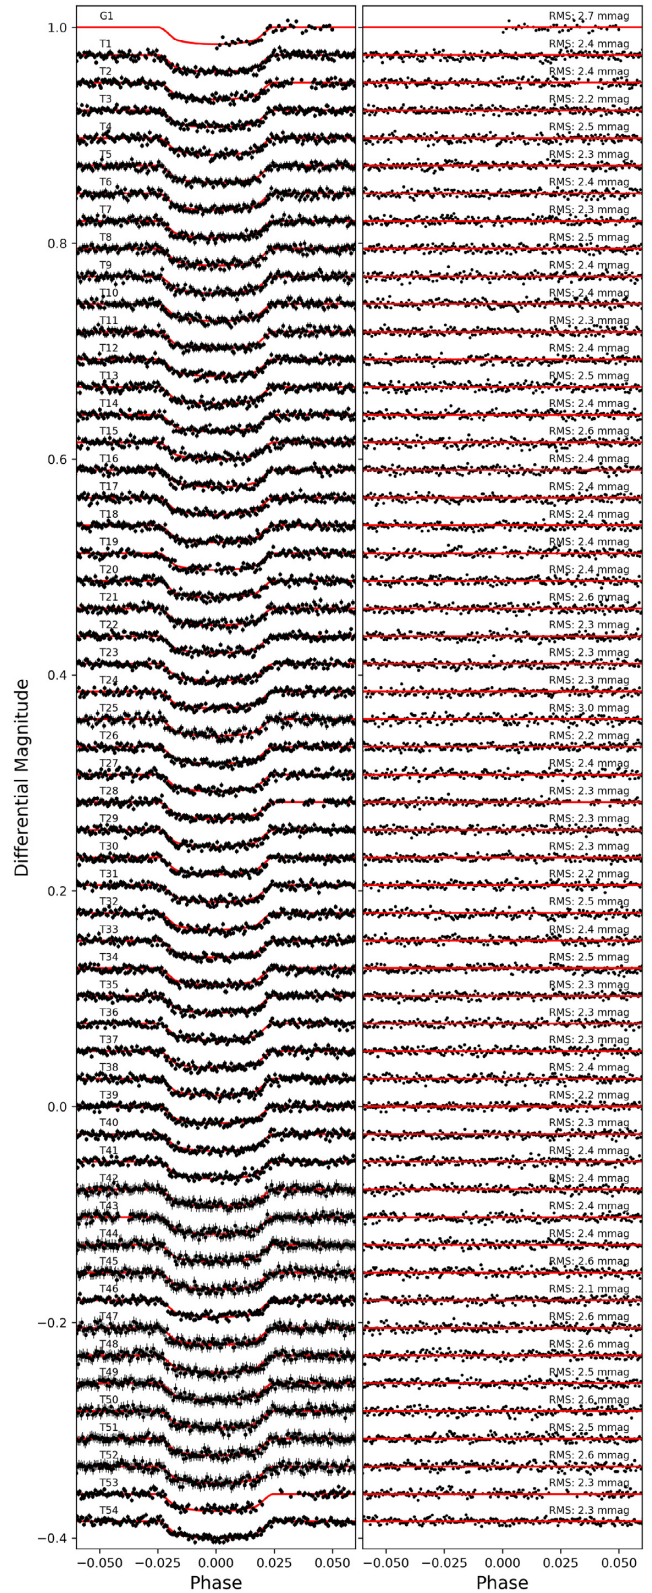 G1 RMS: 2.7 mmag
1.0
T1 RMS: 2.4 mmag
T2 RMS: 2.4 mmag
T3 RMS: 2.2 mmag
T4 RMS: 2.5 mmag
T5 RMS: 2.3 mmag
T6 RMS: 2.4 mmag
T7 RMS: 2.3 mmag
T8 RMS: 2.5 mmag
0.8
T9 RMS: 2.4 mmag
T10 RMS: 2.4 mmag
T11 RMS: 2.3 mmag
T12 RMS: 2.4 mmag
T13 RMS: 2.5 mmag
T14 RMS: 2.4 mmag
T15 RMS: 2.6 mmag
T16 RMS: 2.4 mmag
0.6
T17 RMS: 2.4 mmag
T18 RMS: 2.4 mmag
T19 RMS: 2.4 mmag
T20 RMS: 2.4 mmag
T21 RMS: 2.6 mmag
T22 RMS: 2.3 mmag
T23 RMS: 2.3 mmag
0.4
T24 RMS: 2.3 mmag
T25 RMS: 3.0 mmag
T26 RMS: 2.2 mmag
T27 RMS: 2.4 mmag
T28 RMS: 2.3 mmag
T29 RMS: 2.3 mmag
T30 RMS: 2.3 mmag
T31 RMS: 2.2 mmag
0.2
T32 RMS: 2.5 mmag
T33 RMS: 2.4 mmag
T34 RMS: 2.5 mmag
T35 RMS: 2.3 mmag
T36 RMS: 2.3 mmag
T37 RMS: 2.3 mmag
T38 RMS: 2.4 mmag
T39 RMS: 2.2 mmag
0.0
T40 RMS: 2.3 mmag
T41 RMS: 2.4 mmag
T42 RMS: 2.4 mmag
T43 RMS: 2.4 mmag
T44 RMS: 2.4 mmag
T45 RMS: 2.6 mmag
T46 RMS: 2.1 mmag
T47 RMS: 2.6 mmag
−0.2
T48 RMS: 2.6 mmag
T49 RMS: 2.5 mmag
T50 RMS: 2.6 mmag
T51 RMS: 2.5 mmag
T52 RMS: 2.6 mmag
T53 RMS: 2.3 mmag
T54 RMS: 2.3 mmag
−0.4
Differential Magnitude
−0.050 −0.025 0.000 0.025 0.050
Phase
−0.050 −0.025 0.000 0.025 0.050
Phase